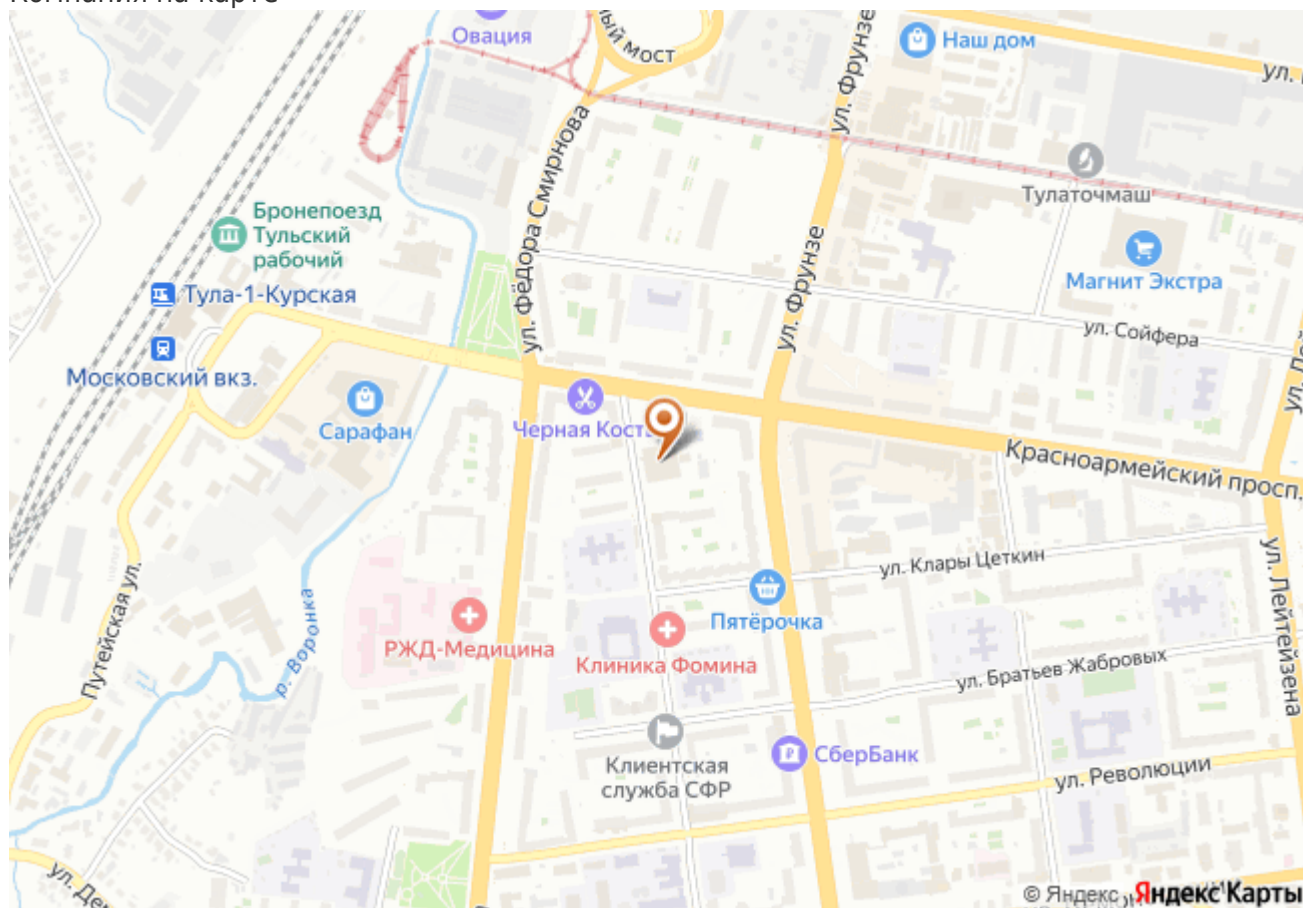 Овация
ный мост
ул. Фрунзе
Наш дом
ул.
ул. Фёдора Смирнова
Тулаточмаш
Бронепоезд
Тульский
рабочий
Магнит Экстра
Тула-1-Курская
ул. Фрунзе
ул. Сойфера
Московский вкз.
Сарафан
Черная Кость
Красноармейский просп.
ул. Клары Цеткин
ул. Лейтейзена
Пятёрочка
Путейская ул.
р. Воронка
РЖД-Медицина
Клиника Фомина
ул. Братьев Жабровых
Клиентская
служба СФР
СберБанк
ул. Революции
© Яндекс Яндекс Карты